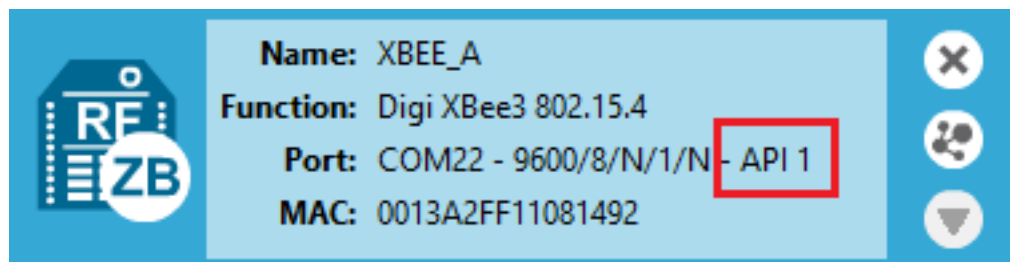 RF
ZB
Name: XBEE_A
Function: Digi XBee3 802.15.4
Port: COM22 - 9600/8/N/1/N - API 1
MAC: 0013A2FF11081492